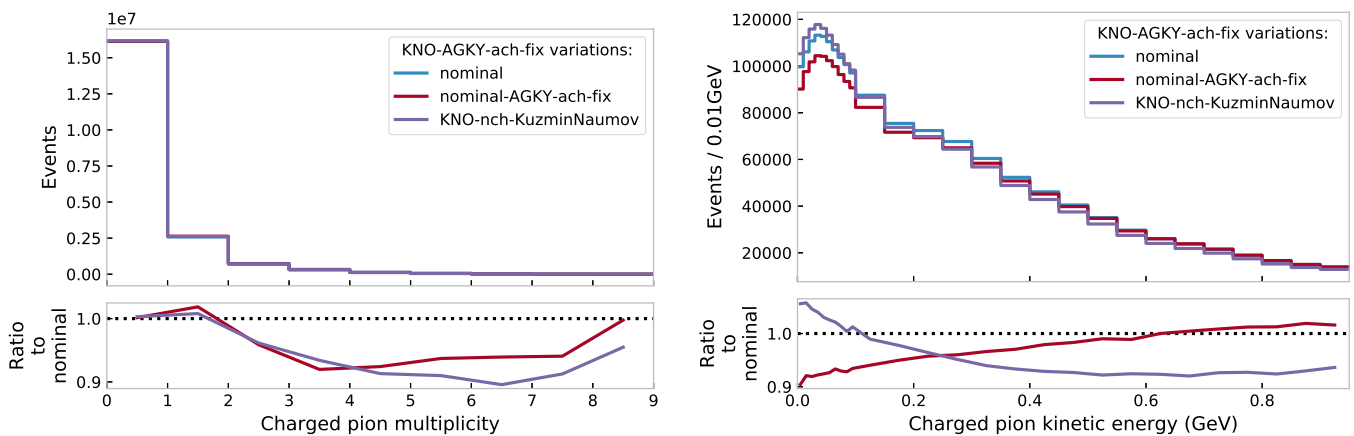 1e7
KNO-AGKY-ach-fix variations:
nominal
nominal-AGKY-ach-fix
KNO-nch-KuzminNaumov
Events
1.50
1.25
1.00
0.75
0.50
0.25
0.00
Ratio
to
nominal
1.0
0.9
0 1 2 3 4 5 6 7 8 9
Charged pion multiplicity
KNO-AGKY-ach-fix variations:
nominal
nominal-AGKY-ach-fix
KNO-nch-KuzminNaumov
Events / 0.01GeV
120000
100000
80000
60000
40000
20000
Ratio
to
nominal
1.0
0.9
0.0 0.2 0.4 0.6 0.8
Charged pion kinetic energy (GeV)